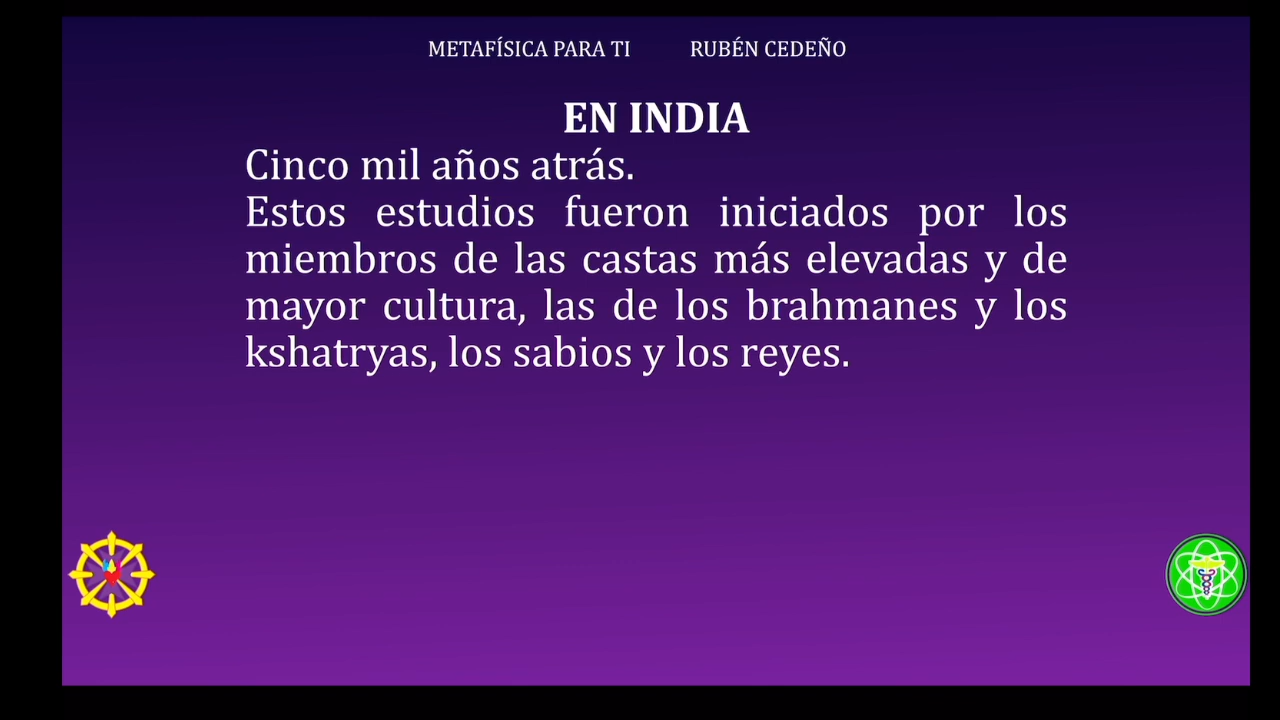 METAFÍSICA PARA TI RUBÉN CEDEÑO
EN INDIA
Cinco mil años atrás.
Estos estudios fueron iniciados por los
miembros de las castas más elevadas y de
mayor cultura, las de los brahmanes y los
kshatryas, los sabios y los reyes.